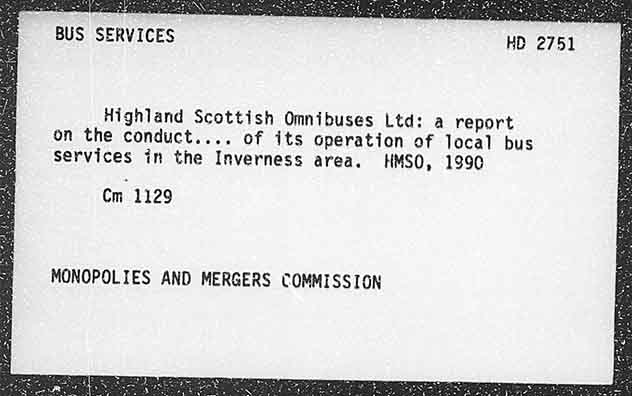 BUS SERVICES
HD 2751
Highland Scottish Omnibuses Ltd: a report
on the conduct.... of its operation of local bus
services in the Inverness area. HMSO, 1990
Cm 1129
MONOPOLIES AND MERGERS COMMISSION